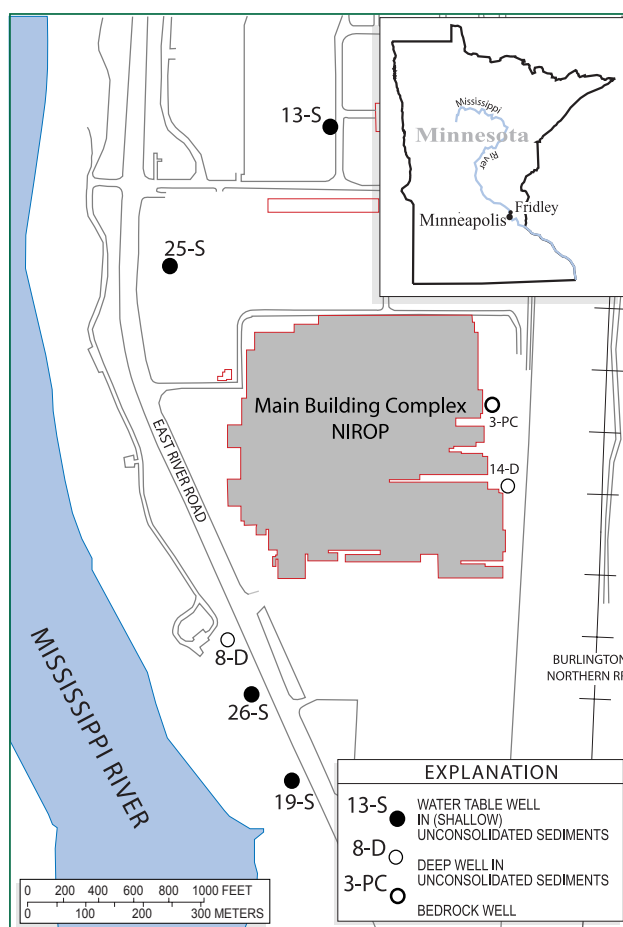 13-S
Mississippi
Minnesota
River
Fridley
Minneapolis
25-S
Main Building Complex
NIROP
3-PC
14-D
EAST RIVER ROAD
8-D
26-S
19-S
MISSISSIPPI RIVER
BURLINGTON
NORTHERN RR
EXPLANATION
13-S
WATER TABLE WELL
IN (SHALLOW)
UNCONSOLIDATED SEDIMENTS
8-D
DEEP WELL IN
UNCONSOLIDATED SEDIMENTS
3-PC
BEDROCK WELL
0 200 400 600 800 1000 FEET
0 100 200 300 METERS